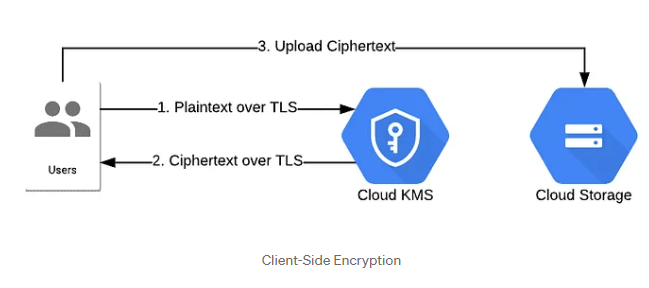 3. Upload Ciphertext
1. Plaintext over TLS
2. Ciphertext over TLS
Users
Cloud KMS
Cloud Storage
Client-Side Encryption